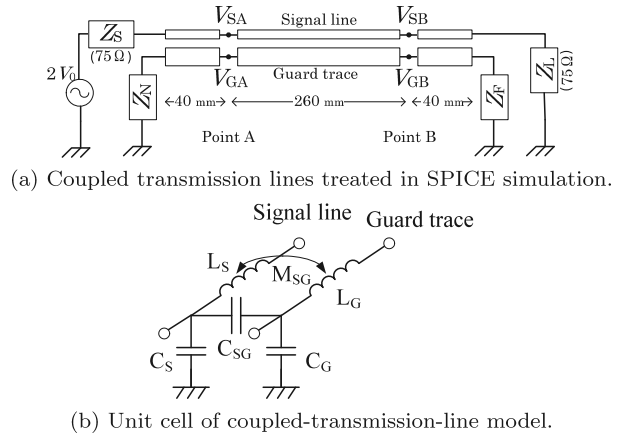 V_SA V_SB
Z_S Signal line
(75 Ω)
2 V_0 V_GA V_GB Z_L (75 Ω)
Z_N Guard trace Z_F
40 mm 260 mm 40 mm
Point A Point B
(a) Coupled transmission lines treated in SPICE simulation.
Signal line Guard trace
L_S M_SG L_G
C_SG
C_S C_G
(b) Unit cell of coupled-transmission-line model.